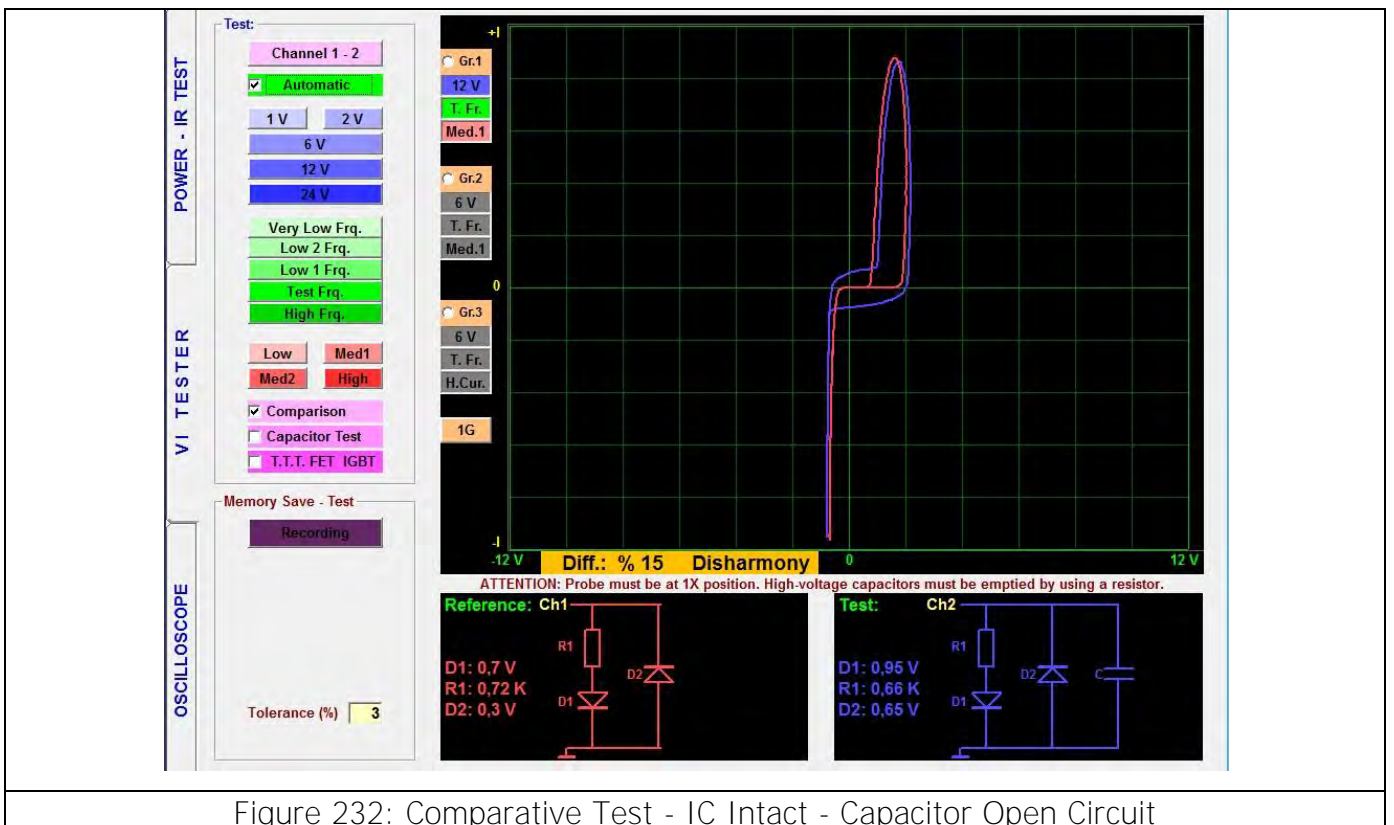 POWER - IR TEST
VI TESTER
OSCILLOSCOPE
Test:
Channel 1 - 2
Automatic
1 V 2 V
6 V
12 V
24 V
Very Low Frq.
Low 2 Frq.
Low 1 Frq.
Test Frq.
High Frq.
Low Med1
Med2 High
Comparison
Capacitor Test
T.T.T. FET IGBT
Memory Save - Test
Recording
Tolerance (%) 3
+I
Gr.1
12 V
T. Fr.
Med.1
Gr.2
6 V
T. Fr.
Med.1
0
Gr.3
6 V
T. Fr.
H.Cur.
1G
-I
-12 V Diff.: % 15 Disharmony 0 12 V
ATTENTION: Probe must be at 1X position. High-voltage capacitors must be emptied by using a resistor.
Reference: Ch1
R1
D1: 0,7 V
R1: 0,72 K
D2: 0,3 V
D2
D1
Test: Ch2
R1
D1: 0,95 V
R1: 0,66 K
D2: 0,65 V
D2
C
D1
Figure 232: Comparative Test - IC Intact - Capacitor Open Circuit